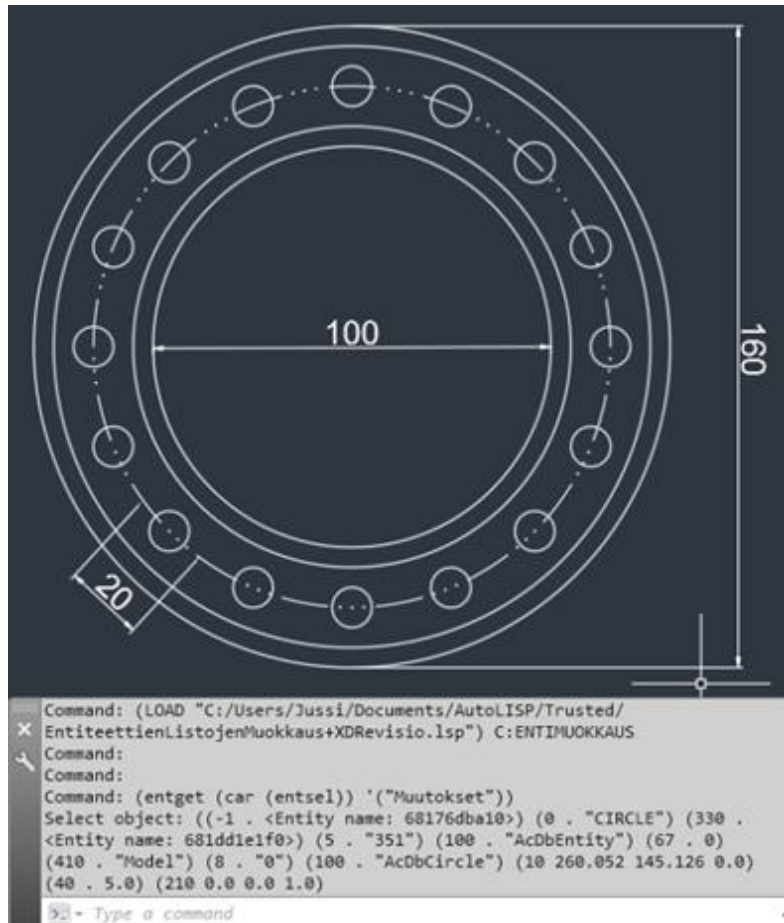 100
160
20
Command: (LOAD "C:/Users/Jussi/Documents/AutoLISP/Trusted/
EntiteettienListojenMuokkaus+XDRevisio.lsp") C:ENTIMUOKKAUS
Command:
Command:
Command: (entget (car (entsel)) '("Muutokset"))
Select object: ((-1 . <Entity name: 68176dba10>) (0 . "CIRCLE") (330 .
<Entity name: 681dd1e1f0>) (5 . "351") (100 . "AcDbEntity") (67 . 0)
(410 . "Model") (8 . "0") (100 . "AcDbCircle") (10 260.052 145.126 0.0)
(40 . 5.0) (210 0.0 0.0 1.0)
Type a command